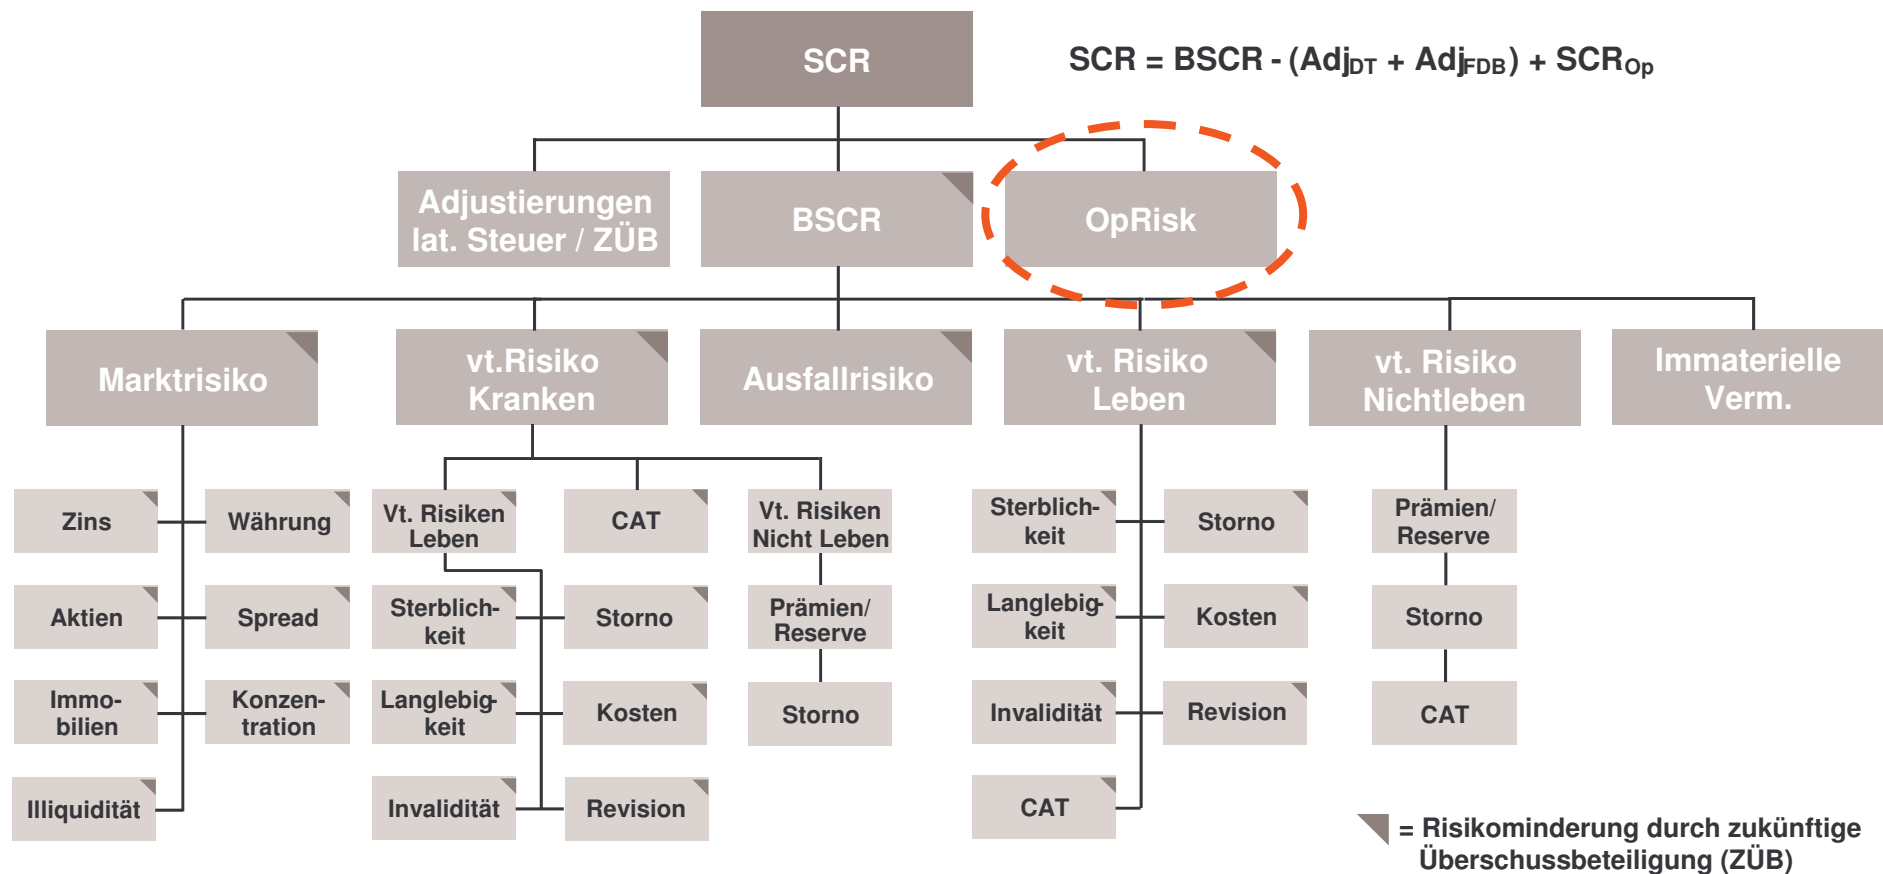 SCR
SCR = BSCR - (AdjDT + AdjFDB) + SCROp
Adjustierungen
lat. Steuer / ZÜB
BSCR
OpRisk
Marktrisiko
vt.Risiko
Kranken
Ausfallrisiko
vt. Risiko
Leben
vt. Risiko
Nichtleben
Immaterielle
Verm.
Zins
Währung
Vt. Risiken
Leben
CAT
Vt. Risiken
Nicht Leben
Sterblich-
keit
Storno
Prämien/
Reserve
Aktien
Spread
Sterblich-
keit
Storno
Prämien/
Reserve
Langlebig-
keit
Kosten
Storno
Immo-
bilien
Konzen-
tration
Langlebig-
keit
Kosten
Storno
Invalidität
Revision
CAT
Illiquidität
Invalidität
Revision
CAT
= Risikominderung durch zukünftige
Überschussbeteiligung (ZÜB)